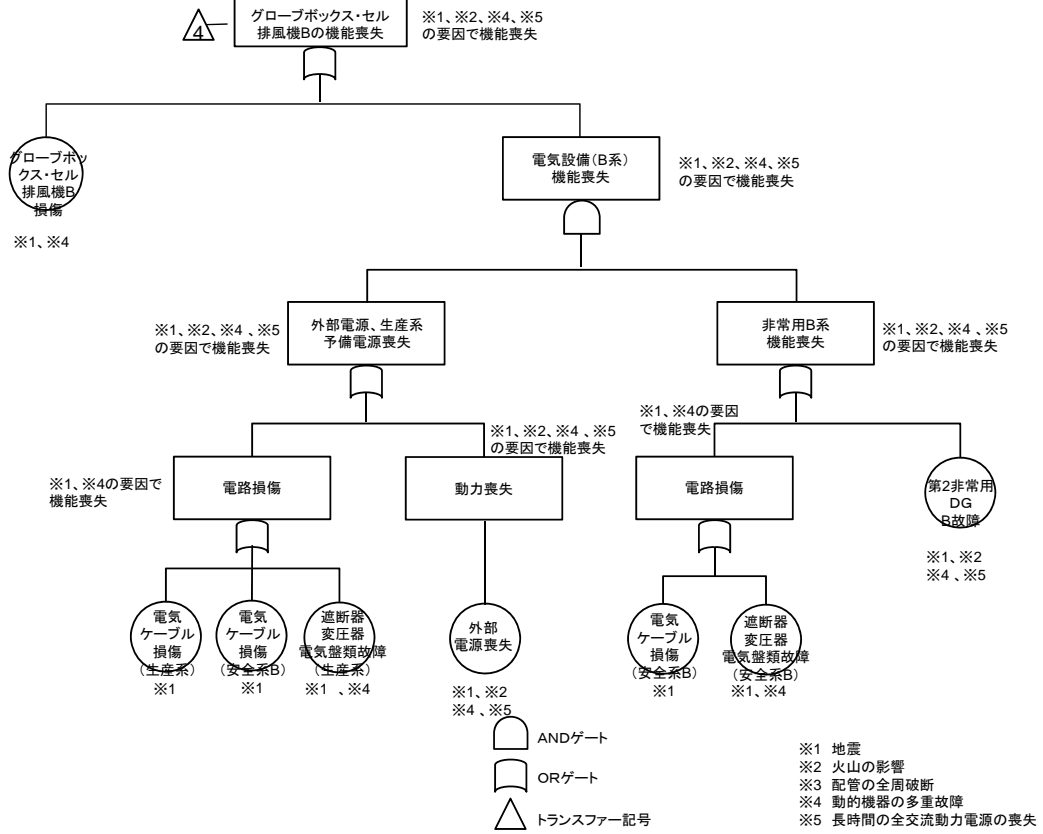 4
グローブボックス・セル
排風機Bの機能喪失
※1、※2、※4、※5
の要因で機能喪失
グローブボッ
クス・セル
排風機B
損傷
※1、※4
電気設備(B系)
機能喪失
※1、※2、※4、※5
の要因で機能喪失
※1、※2、※4 、※5
の要因で機能喪失
外部電源、生産系
予備電源喪失
非常用B系
機能喪失
※1、※2、※4 、※5
の要因で機能喪失
※1、※4の要因で
機能喪失
電路損傷
※1、※2、※4 、※5
の要因で機能喪失
動力喪失
※1、※4の要因
で機能喪失
電路損傷
第2非常用
DG
B故障
※1、※2
※4、※5
電気
ケーブル
損傷
(生産系)
※1
電気
ケーブル
損傷
(安全系B)
※1
遮断器
変圧器
電気盤類故障
(生産系)
※1 、※4
外部
電源喪失
※1、※2
※4 、※5
電気
ケーブル
損傷
(安全系B)
※1
遮断器
変圧器
電気盤類故障
(安全系B)
※1、※4
ANDゲート
ORゲート
トランスファー記号
※1 地震
※2 火山の影響
※3 配管の全周破断
※4 動的機器の多重故障
※5 長時間の全交流動力電源の喪失